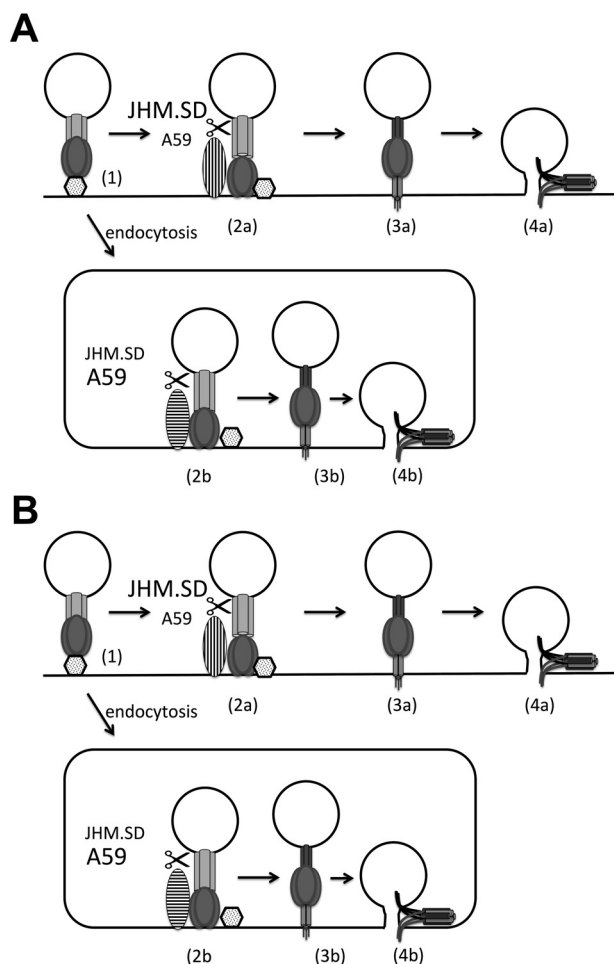 A
JHM.SD
A59
(1)
(2a)
(3a)
(4a)
endocytosis
JHM.SD
A59
(2b
(3b)
(4b)
B
JHM.SD
A59
(1)
(2a)
(3a)
(4a)
endocytosis
JHM.SD
A59
(2b
(3b)
(4b)